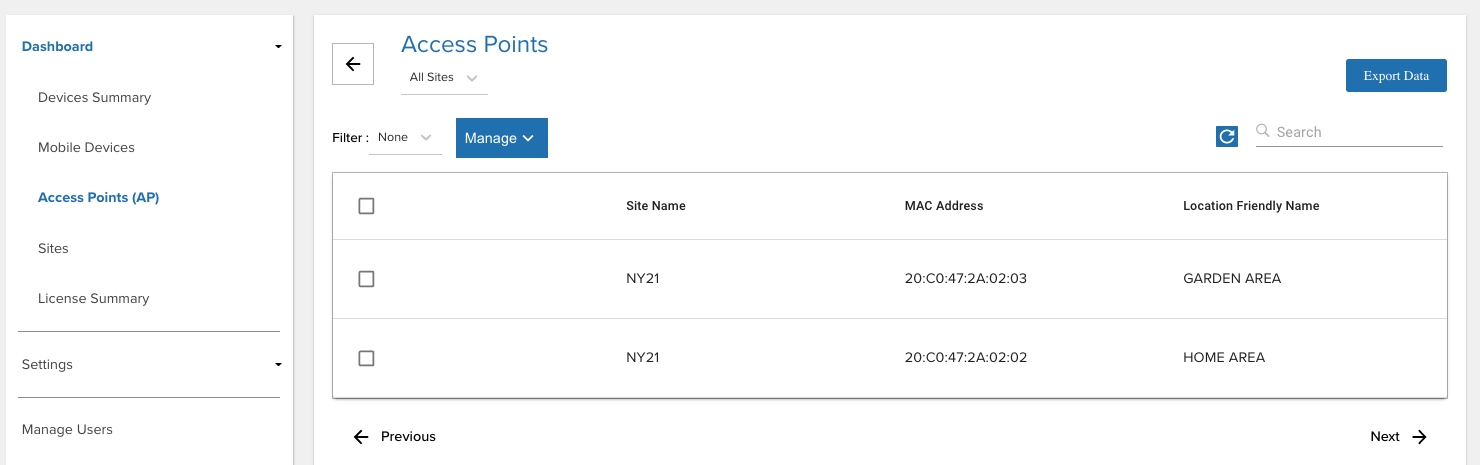 Dashboard
Devices Summary
Mobile Devices
Access Points (AP)
Sites
License Summary
Settings
Manage Users
Access Points
All Sites
Export Data
Filter : None Manage Search
Site Name MAC Address Location Friendly Name
NY21 20:C0:47:2A:02:03 GARDEN AREA
NY21 20:C0:47:2A:02:02 HOME AREA
Previous Next